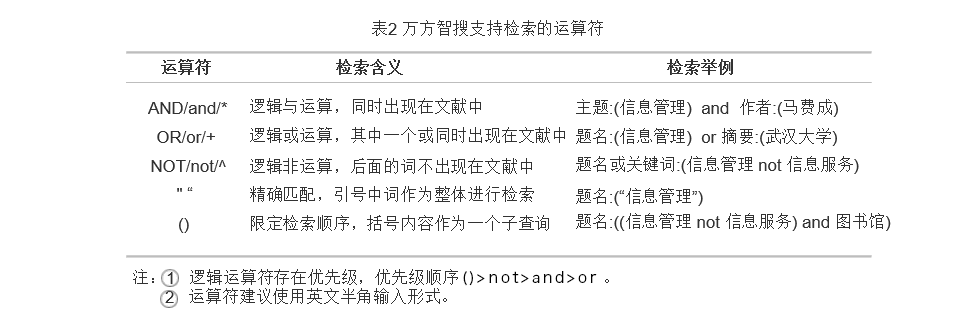 表2 万方智搜支持检索的运算符
运算符 检索含义 检索举例
AND/and/* 逻辑与运算，同时出现在文献中 主题:(信息管理) and 作者:(马费成)
OR/or/+ 逻辑或运算，其中一个或同时出现在文献中 题名:(信息管理) or 摘要:(武汉大学)
NOT/not/^ 逻辑非运算，后面的词不出现在文献中 题名或关键词:(信息管理 not 信息服务)
" “ 精确匹配，引号中词作为整体进行检索 题名:(“信息管理”)
() 限定检索顺序，括号内容作为一个子查询 题名:((信息管理 not 信息服务) and 图书馆)
注：① 逻辑运算符存在优先级，优先级顺序()>not>and>or 。
② 运算符建议使用英文半角输入形式。